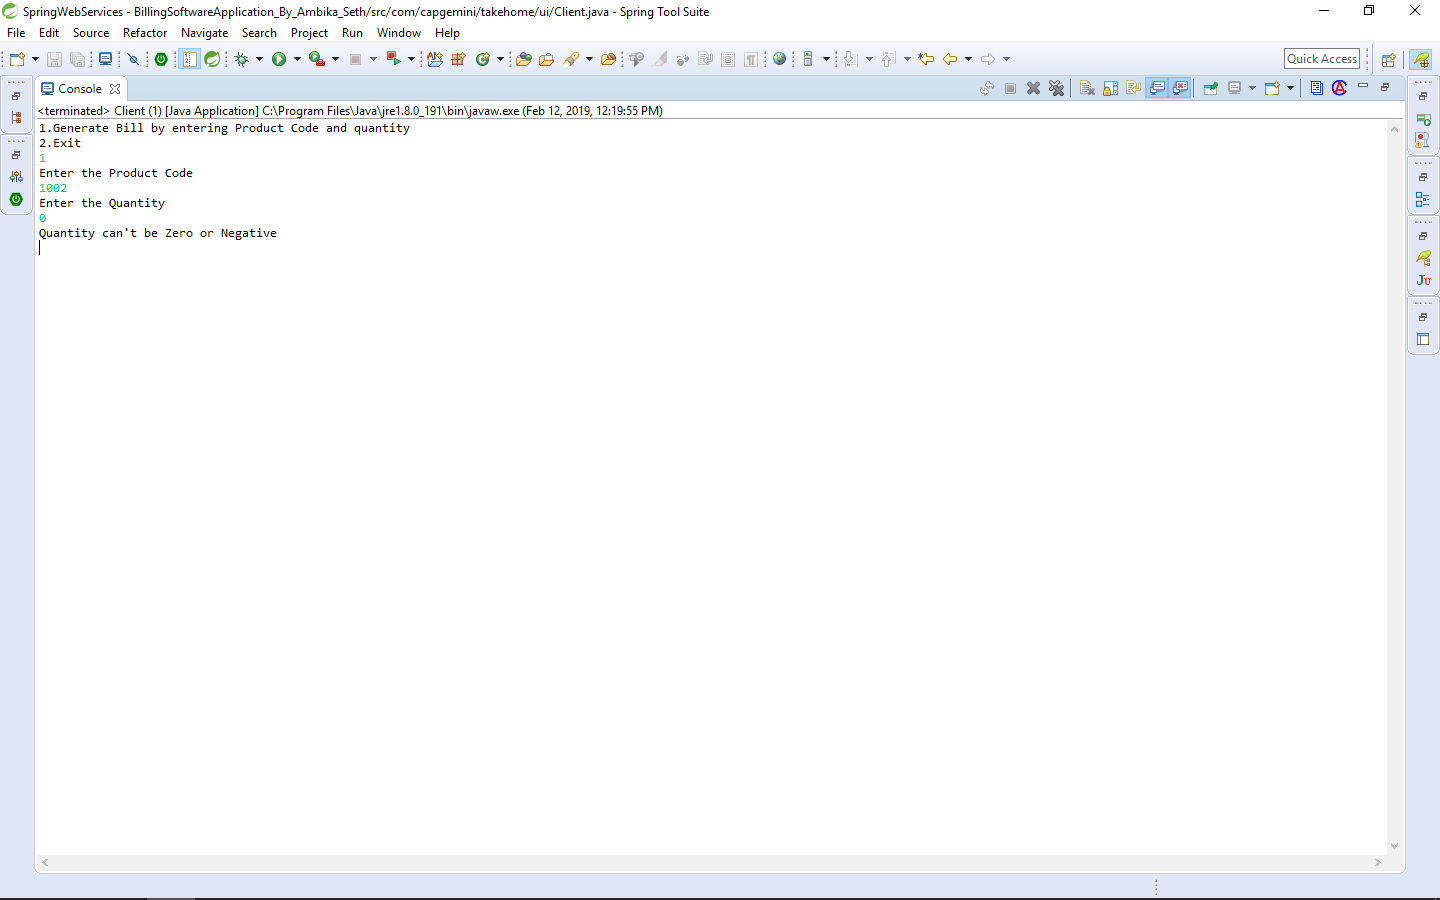 SpringWebServices - BillingSoftwareApplication_By_Ambika_Seth/src/com/capgemini/takehome/ui/Client.java - Spring Tool Suite
File Edit Source Refactor Navigate Search Project Run Window Help
Quick Access
Console
<terminated> Client (1) [Java Application] C:\Program Files\Java\jre1.8.0_191\bin\javaw.exe (Feb 12, 2019, 12:19:55 PM)
1.Generate Bill by entering Product Code and quantity
2.Exit
1
Enter the Product Code
1002
Enter the Quantity
0
Quantity can't be Zero or Negative
Ju